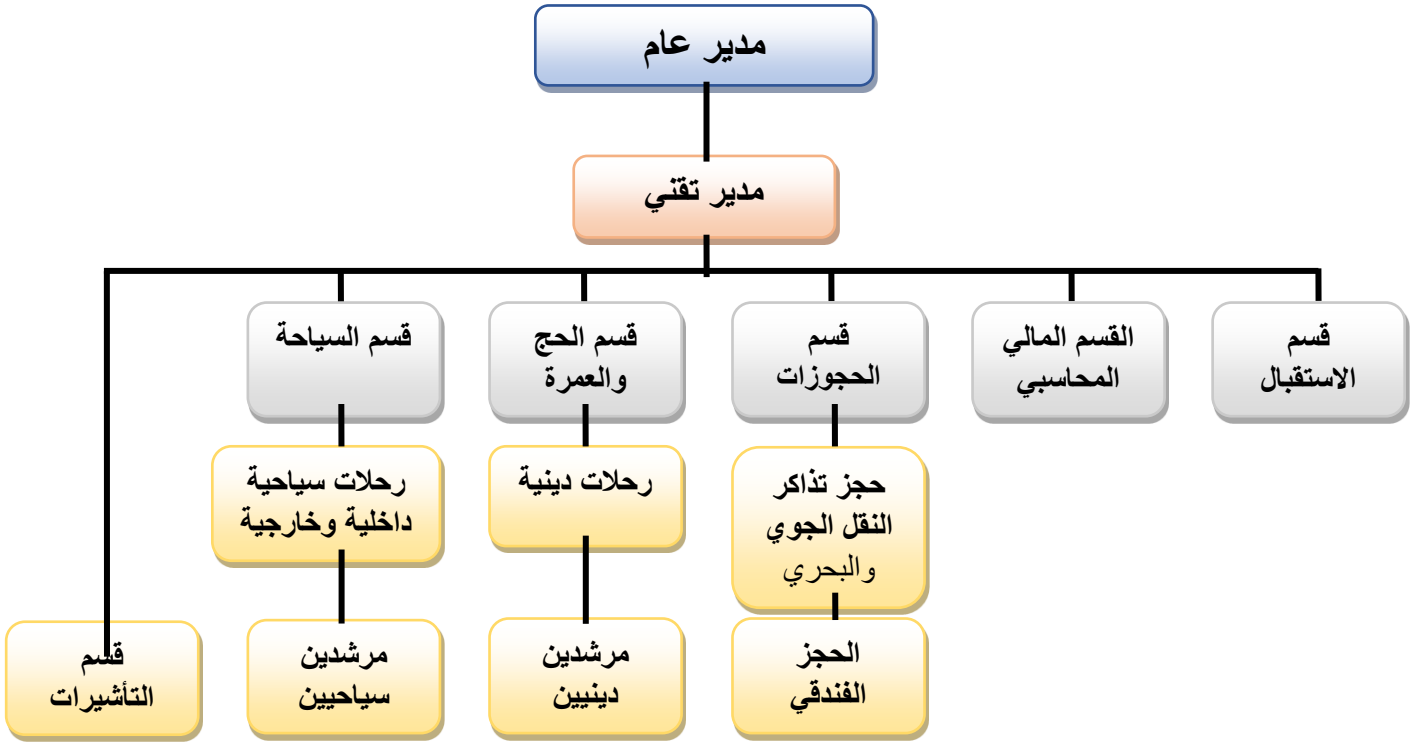 مدير عام
مدير تقني
قسم
الاستقبال
القسم المالي
المحاسبي
قسم
الحجوزات
قسم الحج
والعمرة
قسم السياحة
حجز تذاكر
النقل الجوي
والبحري
رحلات دينية
رحلات سياحية
داخلية وخارجية
الحجز
الفندقي
مرشدين
دينيين
مرشدين
سياحيين
قسم
التأشيرات